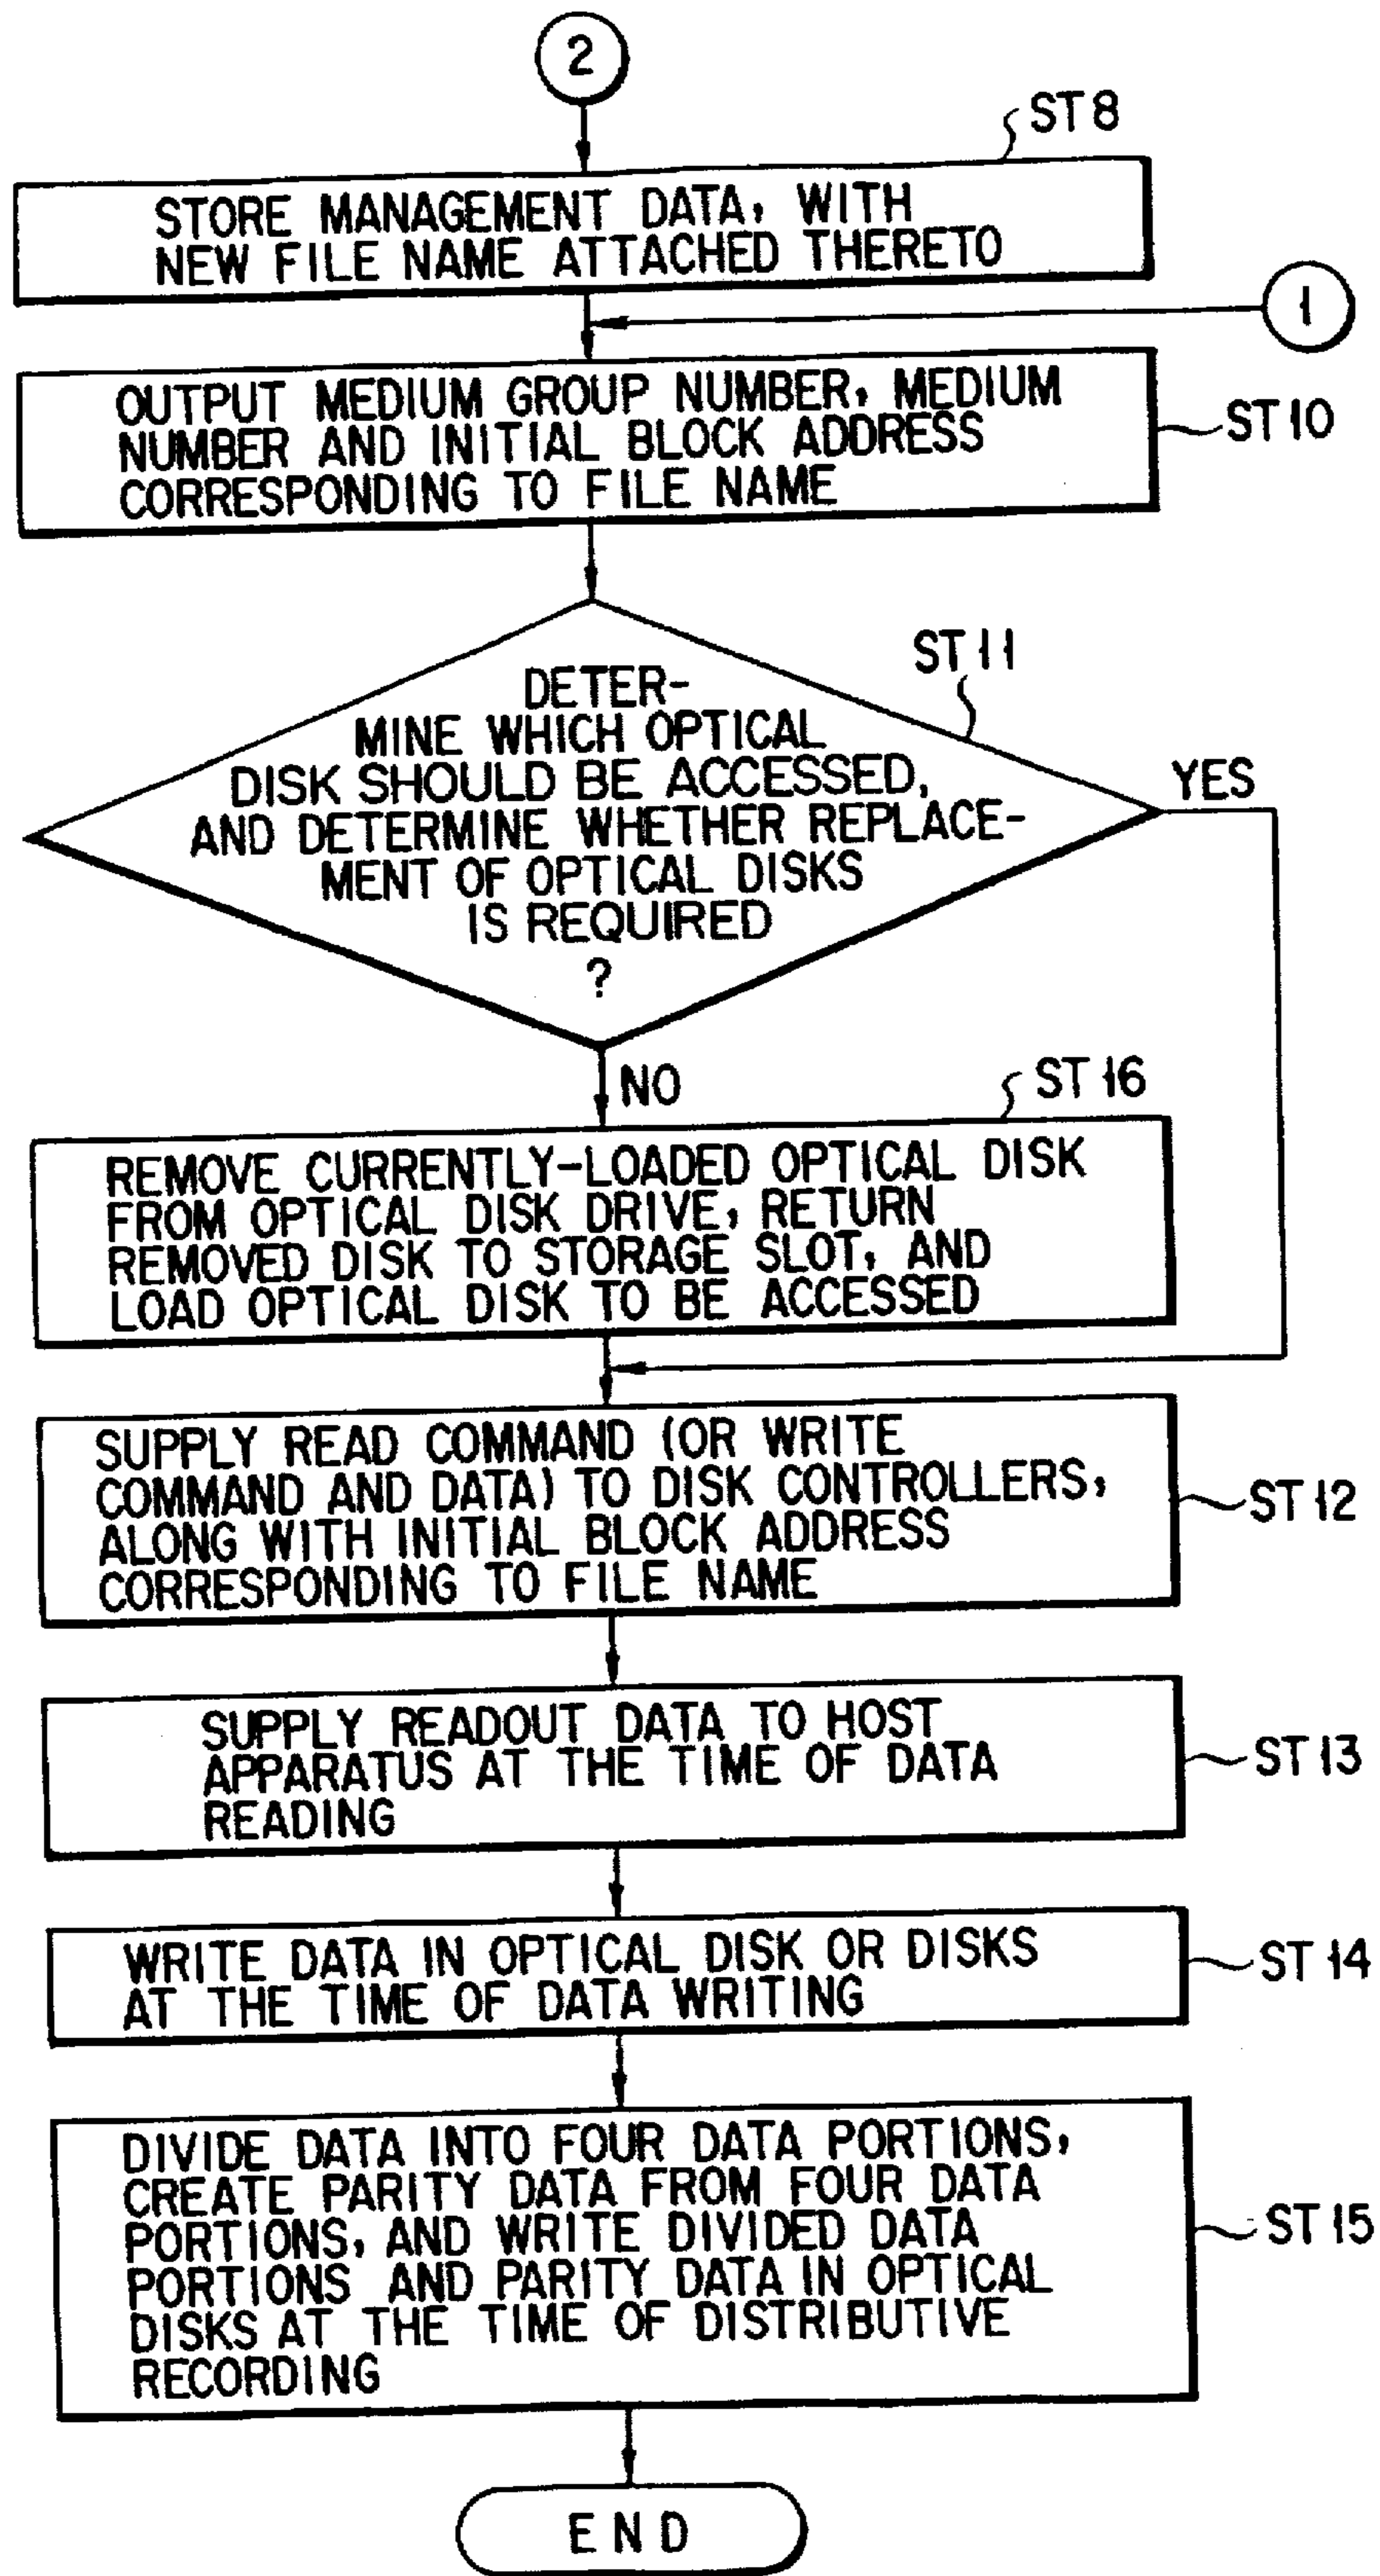 2
ST8
STORE MANAGEMENT DATA, WITH
NEW FILE NAME ATTACHED THERETO
1
OUTPUT MEDIUM GROUP NUMBER, MEDIUM
NUMBER AND INITIAL BLOCK ADDRESS
CORRESPONDING TO FILE NAME
ST10
ST11
DETER-
MINE WHICH OPTICAL
DISK SHOULD BE ACCESSED,
AND DETERMINE WHETHER REPLACE-
MENT OF OPTICAL DISKS
IS REQUIRED
?
YES
NO
ST16
REMOVE CURRENTLY-LOADED OPTICAL DISK
FROM OPTICAL DISK DRIVE, RETURN
REMOVED DISK TO STORAGE SLOT, AND
LOAD OPTICAL DISK TO BE ACCESSED
SUPPLY READ COMMAND (OR WRITE
COMMAND AND DATA) TO DISK CONTROLLERS,
ALONG WITH INITIAL BLOCK ADDRESS
CORRESPONDING TO FILE NAME
ST12
SUPPLY READOUT DATA TO HOST
APPARATUS AT THE TIME OF DATA
READING
ST13
WRITE DATA IN OPTICAL DISK OR DISKS
AT THE TIME OF DATA WRITING
ST14
DIVIDE DATA INTO FOUR DATA PORTIONS,
CREATE PARITY DATA FROM FOUR DATA
PORTIONS, AND WRITE DIVIDED DATA
PORTIONS AND PARITY DATA IN OPTICAL
DISKS AT THE TIME OF DISTRIBUTIVE
RECORDING
ST15
END